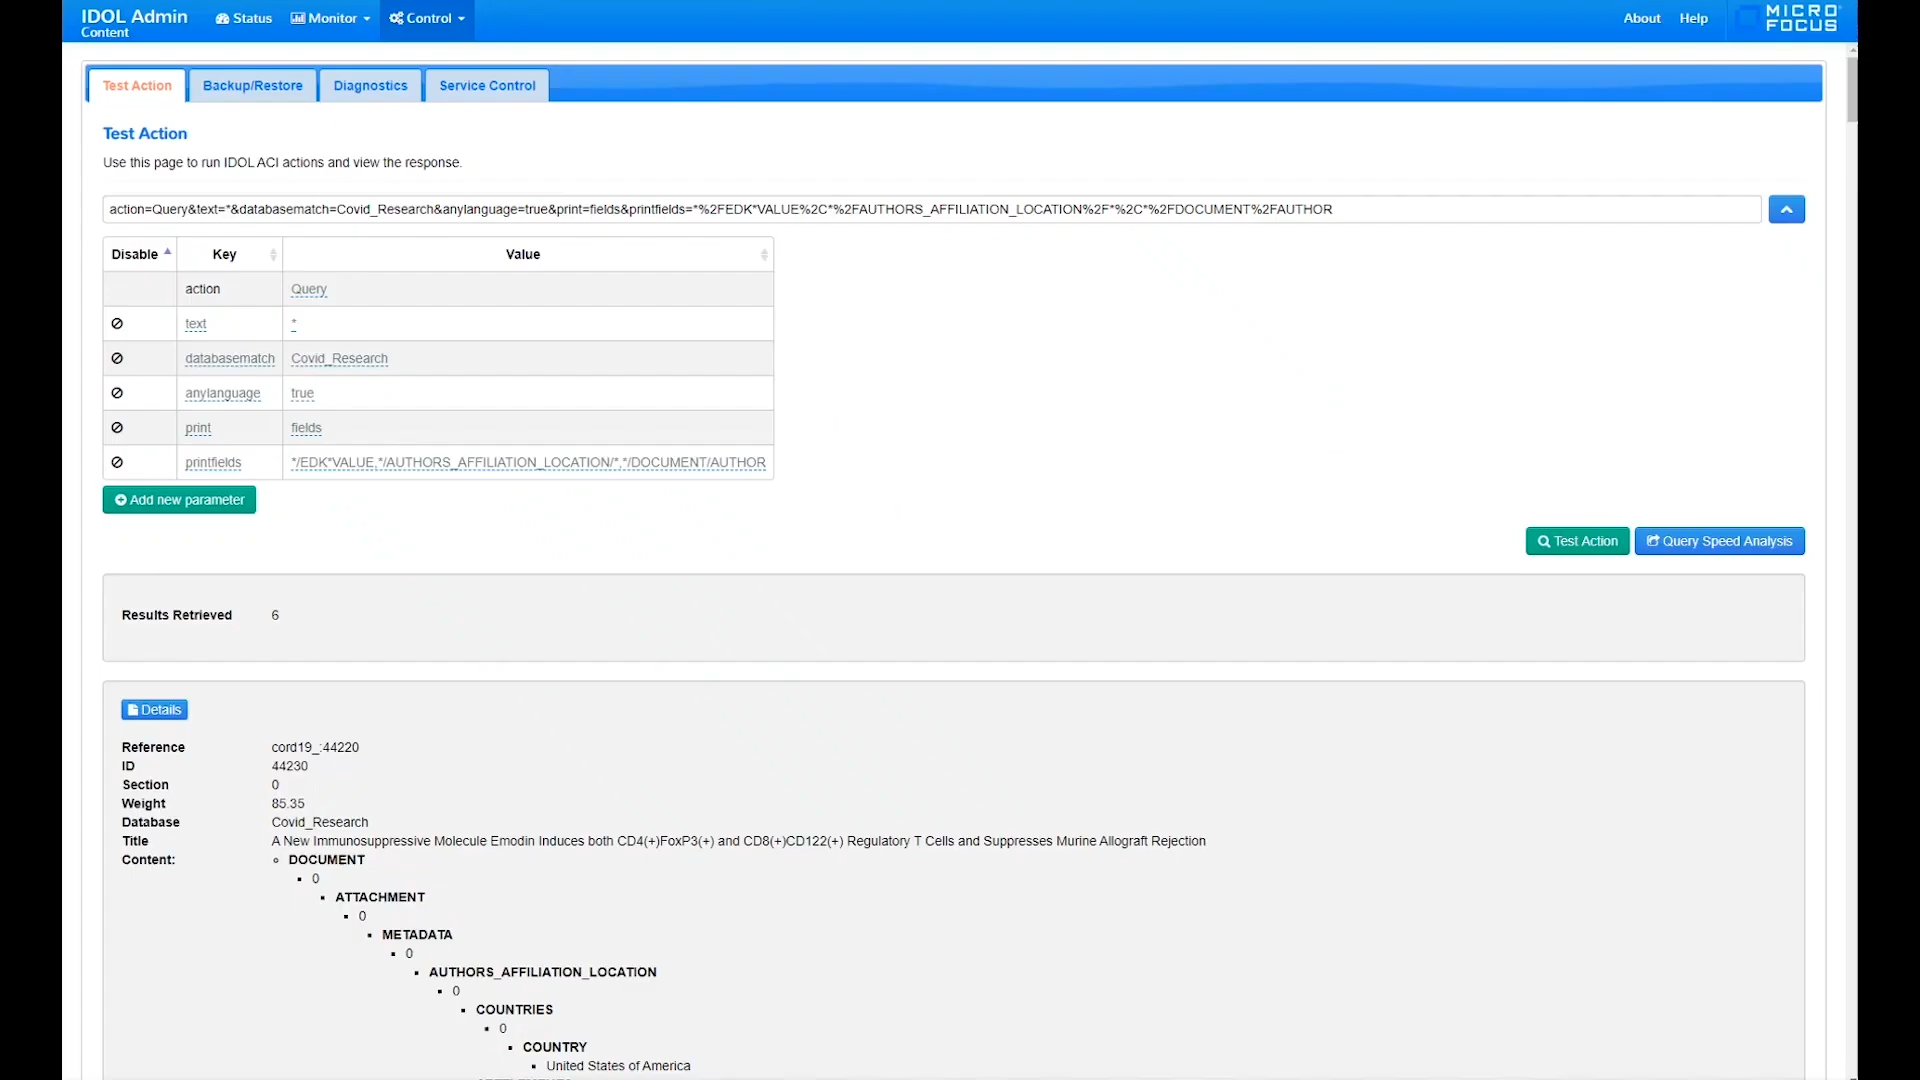 IDOL Admin
Content
Status
Monitor
Control
About
Help
MICRO
FOCUS
Test Action
Backup/Restore
Diagnostics
Service Control
Test Action
Use this page to run IDOL ACI actions and view the response.
action=Query&text=*&databasematch=Covid_Research&anylanguage=true&print=fields&printfields=*%2FEDK*VALUE%2C*%2FAUTHORS_AFFILIATION_LOCATION%2F*%2C*%2FDOCUMENT%2FAUTHOR
Disable Key Value
action Query
text *
databasematch Covid_Research
anylanguage true
print fields
printfields */EDK*VALUE,*/AUTHORS_AFFILIATION_LOCATION/*,*/DOCUMENT/AUTHOR
Add new parameter
Test Action
Query Speed Analysis
Results Retrieved 6
Details
Reference cord19_:44220
ID 44230
Section 0
Weight 85.35
Database Covid_Research
Title A New Immunosuppressive Molecule Emodin Induces both CD4(+)FoxP3(+) and CD8(+)CD122(+) Regulatory T Cells and Suppresses Murine Allograft Rejection
Content: DOCUMENT
0
ATTACHMENT
0
METADATA
0
AUTHORS_AFFILIATION_LOCATION
0
COUNTRIES
0
COUNTRY
United States of America